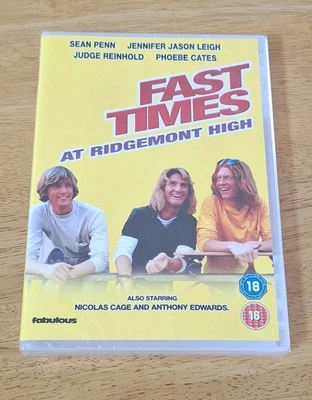 SEAN PENN JENNIFER JASON LEIGH
JUDGE REINHOLD PHOEBE CATES
FAST
TIMES
AT RIDGEMONT HIGH
18
18
ALSO STARRING
NICOLAS CAGE AND ANTHONY EDWARDS.
fabulous